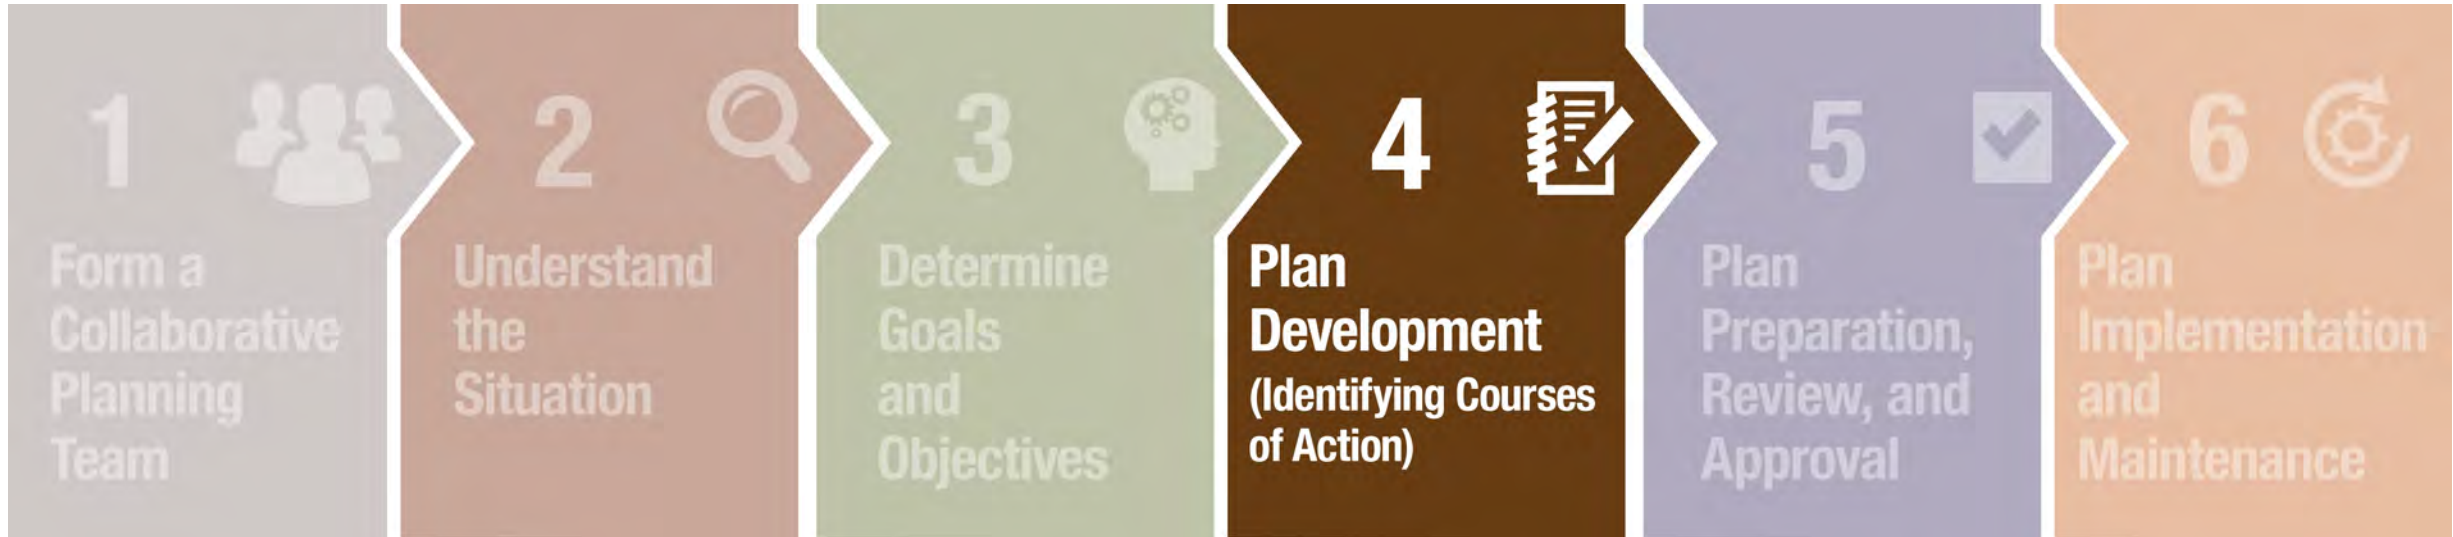 1
Form a
Collaborative
Planning
Team
2
Understand
the
Situation
3
Determine
Goals
and
Objectives
4
Plan
Development
(Identifying Courses
of Action)
5
Plan
Preparation,
Review, and
Approval
6
Plan
Implementation
and
Maintenance